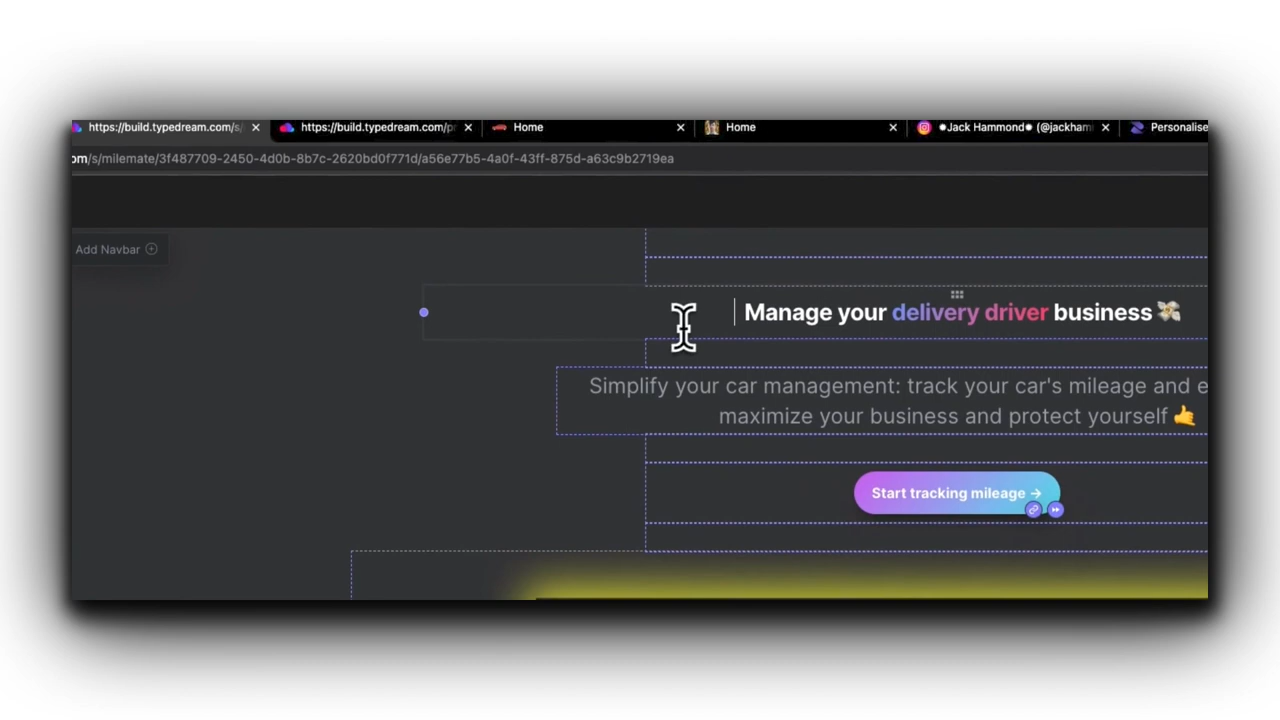 https://build.typedream.com/s/
https://build.typedream.com/p
Home
Home
✹Jack Hammond✹ (@jackham
Personalise
om/s/milemate/3f487709-2450-4d0b-8b7c-2620bd0f771d/a56e77b5-4a0f-43ff-875d-a63c9b2719ea
Add Navbar
Manage your delivery driver business 💸
Simplify your car management: track your car's mileage and e
maximize your business and protect yourself 🤙
Start tracking mileage →